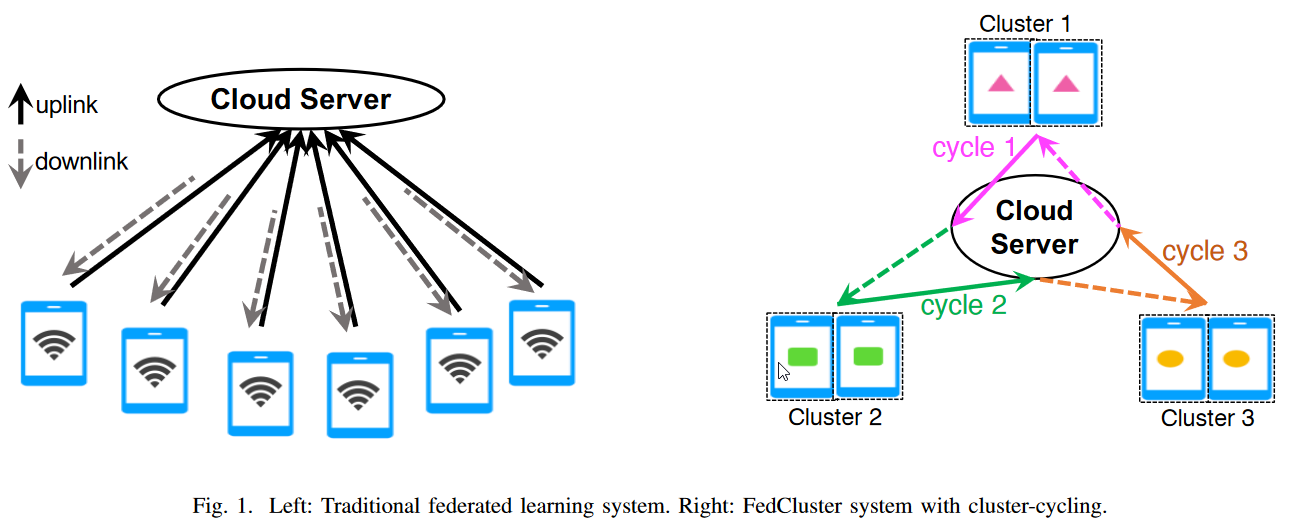 Cluster 1
uplink
Cloud Server
downlink
cycle 1
Cloud
Server
cycle 3
cycle 2
Cluster 2
Cluster 3
Fig. 1. Left: Traditional federated learning system. Right: FedCluster system with cluster-cycling.